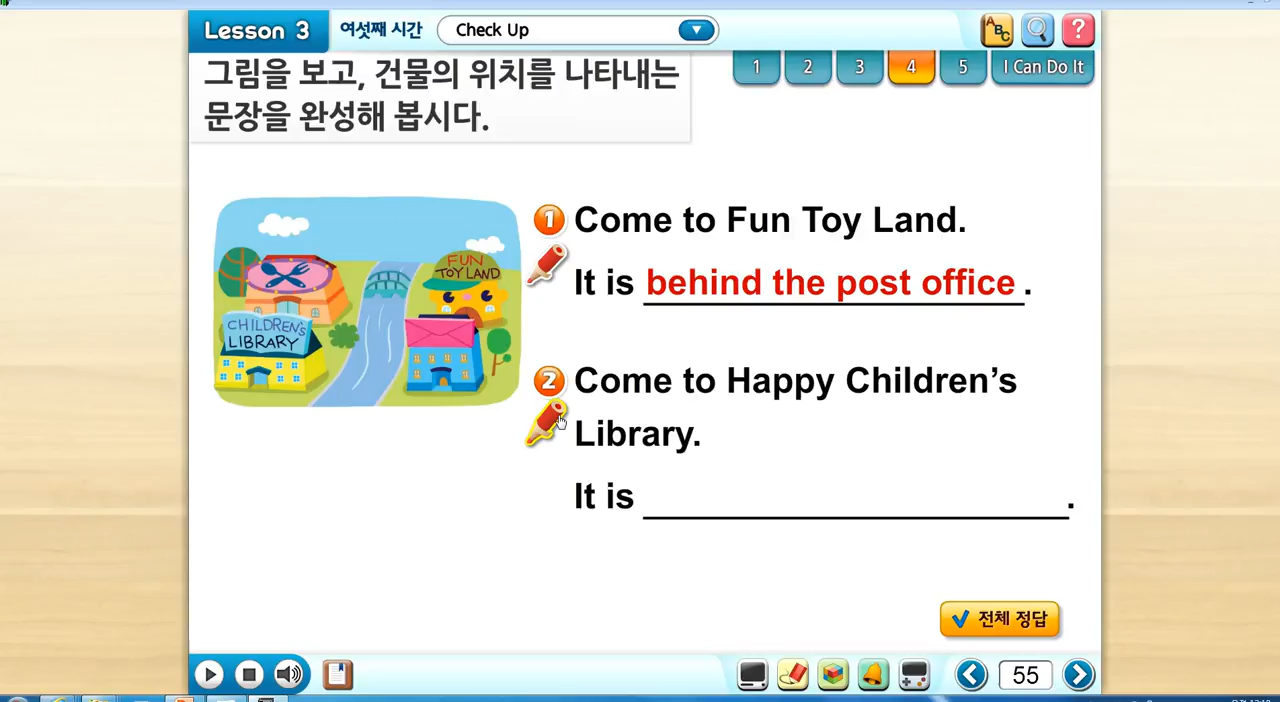 Lesson 3
여섯째 시간
Check Up
그림을 보고, 건물의 위치를 나타내는
문장을 완성해 봅시다.
1 2 3 4 5 I Can Do It
ABC
?
FUN
TOY LAND
CHILDREN'S
LIBRARY
1 Come to Fun Toy Land.
It is behind the post office.
2 Come to Happy Children’s
Library.
It is ____________________.
전체 정답
55